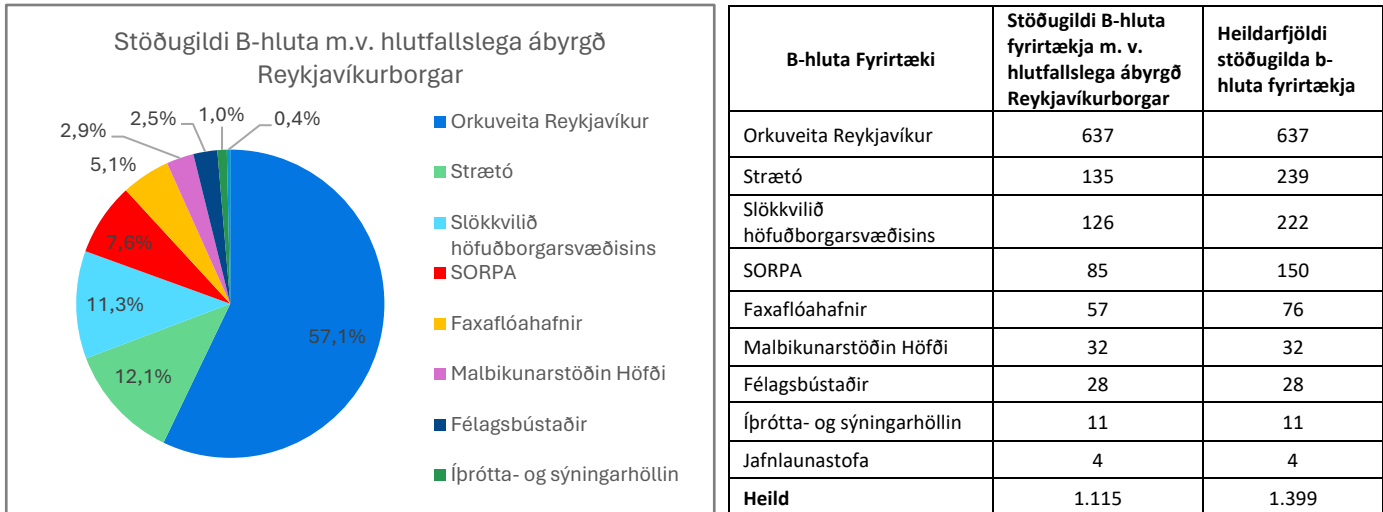 Stöðugildi B-hluta m.v. hlutfallslega ábyrgð
Reykjavíkurborgar
2,9%
2,5%
1,0%
0,4%
5,1%
7,6%
11,3%
12,1%
57,1%
Orkuveita Reykjavíkur
Strætó
Slökkvilið
höfuðborgarsvæðisins
SORPA
Faxaflóahafnir
Malbikunarstöðin Höfði
Félagsbústaðir
Íþrótta- og sýningarhöllin
B-hluta Fyrirtæki
Stöðugildi B-hluta
fyrirtækja m. v.
hlutfallslega ábyrgð
Reykjavíkurborgar
Heildarfjöldi
stöðugilda b-
hluta fyrirtækja
Orkuveita Reykjavíkur 637 637
Strætó 135 239
Slökkvilið
höfuðborgarsvæðisins 126 222
SORPA 85 150
Faxaflóahafnir 57 76
Malbikunarstöðin Höfði 32 32
Félagsbústaðir 28 28
Íþrótta- og sýningarhöllin 11 11
Jafnlaunastofa 4 4
Heild 1.115 1.399